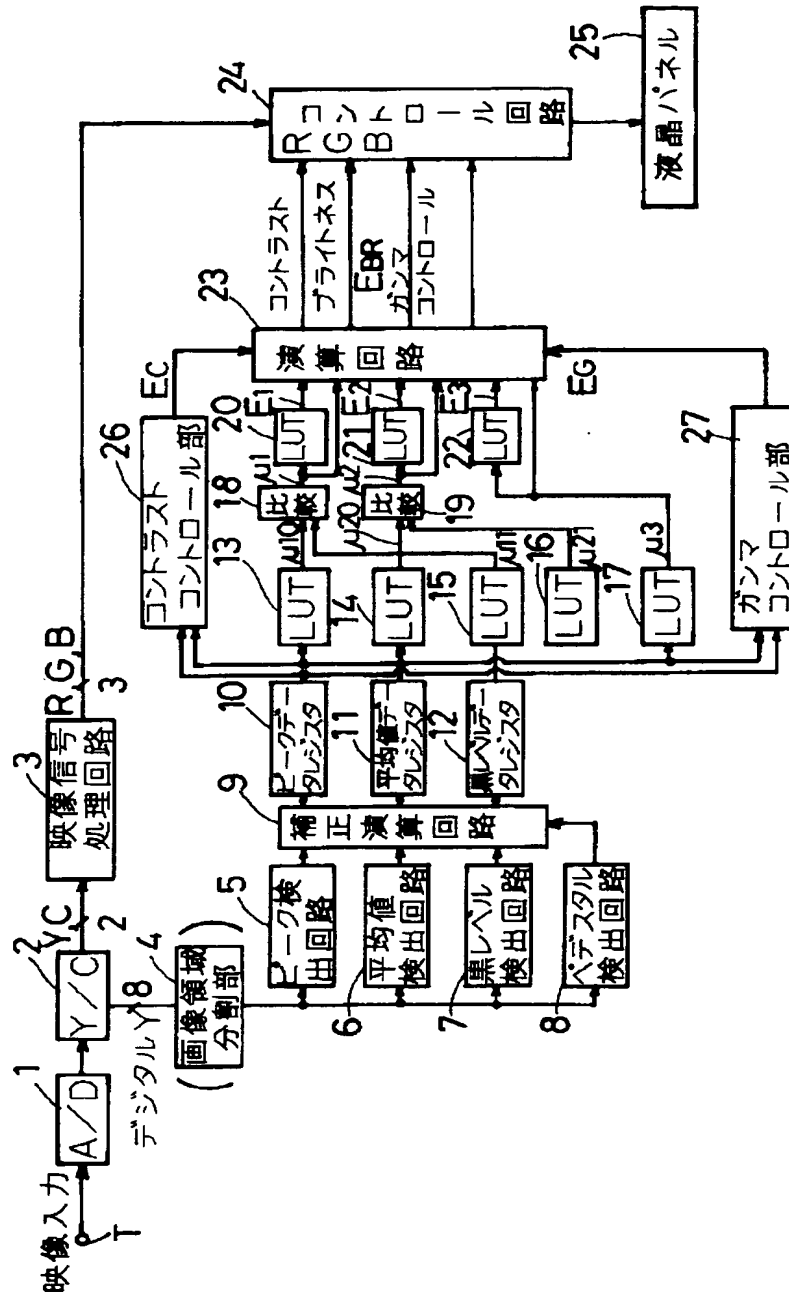 映像入力
T
1
A/D
2
Y/C
Y,C
2
デジタルY
8
3
映像信号
処理回路
R,G,B
3
4
(画像領域
分割部)
5
ピーク検
出回路
6
平均値
検出回路
7
黒レベル
検出回路
8
ペデスタル
検出回路
9
補正演算回路
10
ピークデー
タレジスタ
11
平均値デー
タレジスタ
12
黒レベルデー
タレジスタ
13
LUT
14
LUT
15
LUT
16
LUT
17
LUT
μ10
μ20
μ11
μ21
μ3
18
比較
μ1
19
比較
μ2
20
LUT
E1
21
LUT
E2
22
LUT
E3
26
コントラスト
コントロール部
EC
27
ガンマ
コントロール部
EG
23
演算回路
コントラスト
ブライトネス
EBR
ガンマ
コントロール
24
RGB
コントロール回路
25
液晶パネル